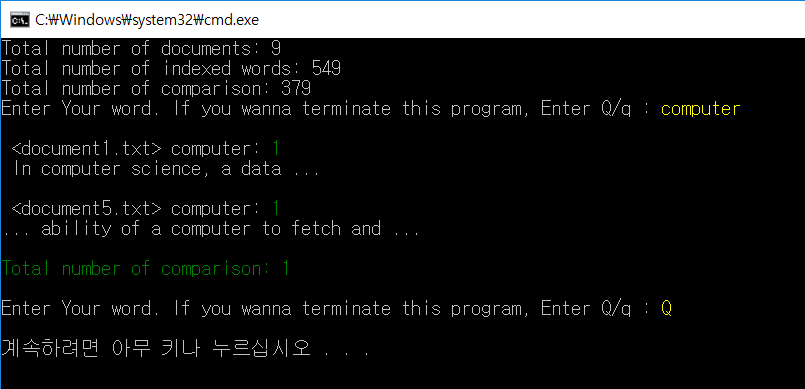 C:₩Windows₩system32₩cmd.exe
Total number of documents: 9
Total number of indexed words: 549
Total number of comparison: 379
Enter Your word. If you wanna terminate this program, Enter Q/q : computer
<document1.txt> computer: 1
In computer science, a data ...
<document5.txt> computer: 1
... ability of a computer to fetch and ...
Total number of comparison: 1
Enter Your word. If you wanna terminate this program, Enter Q/q : Q
계속하려면 아무 키나 누르십시오 . . .